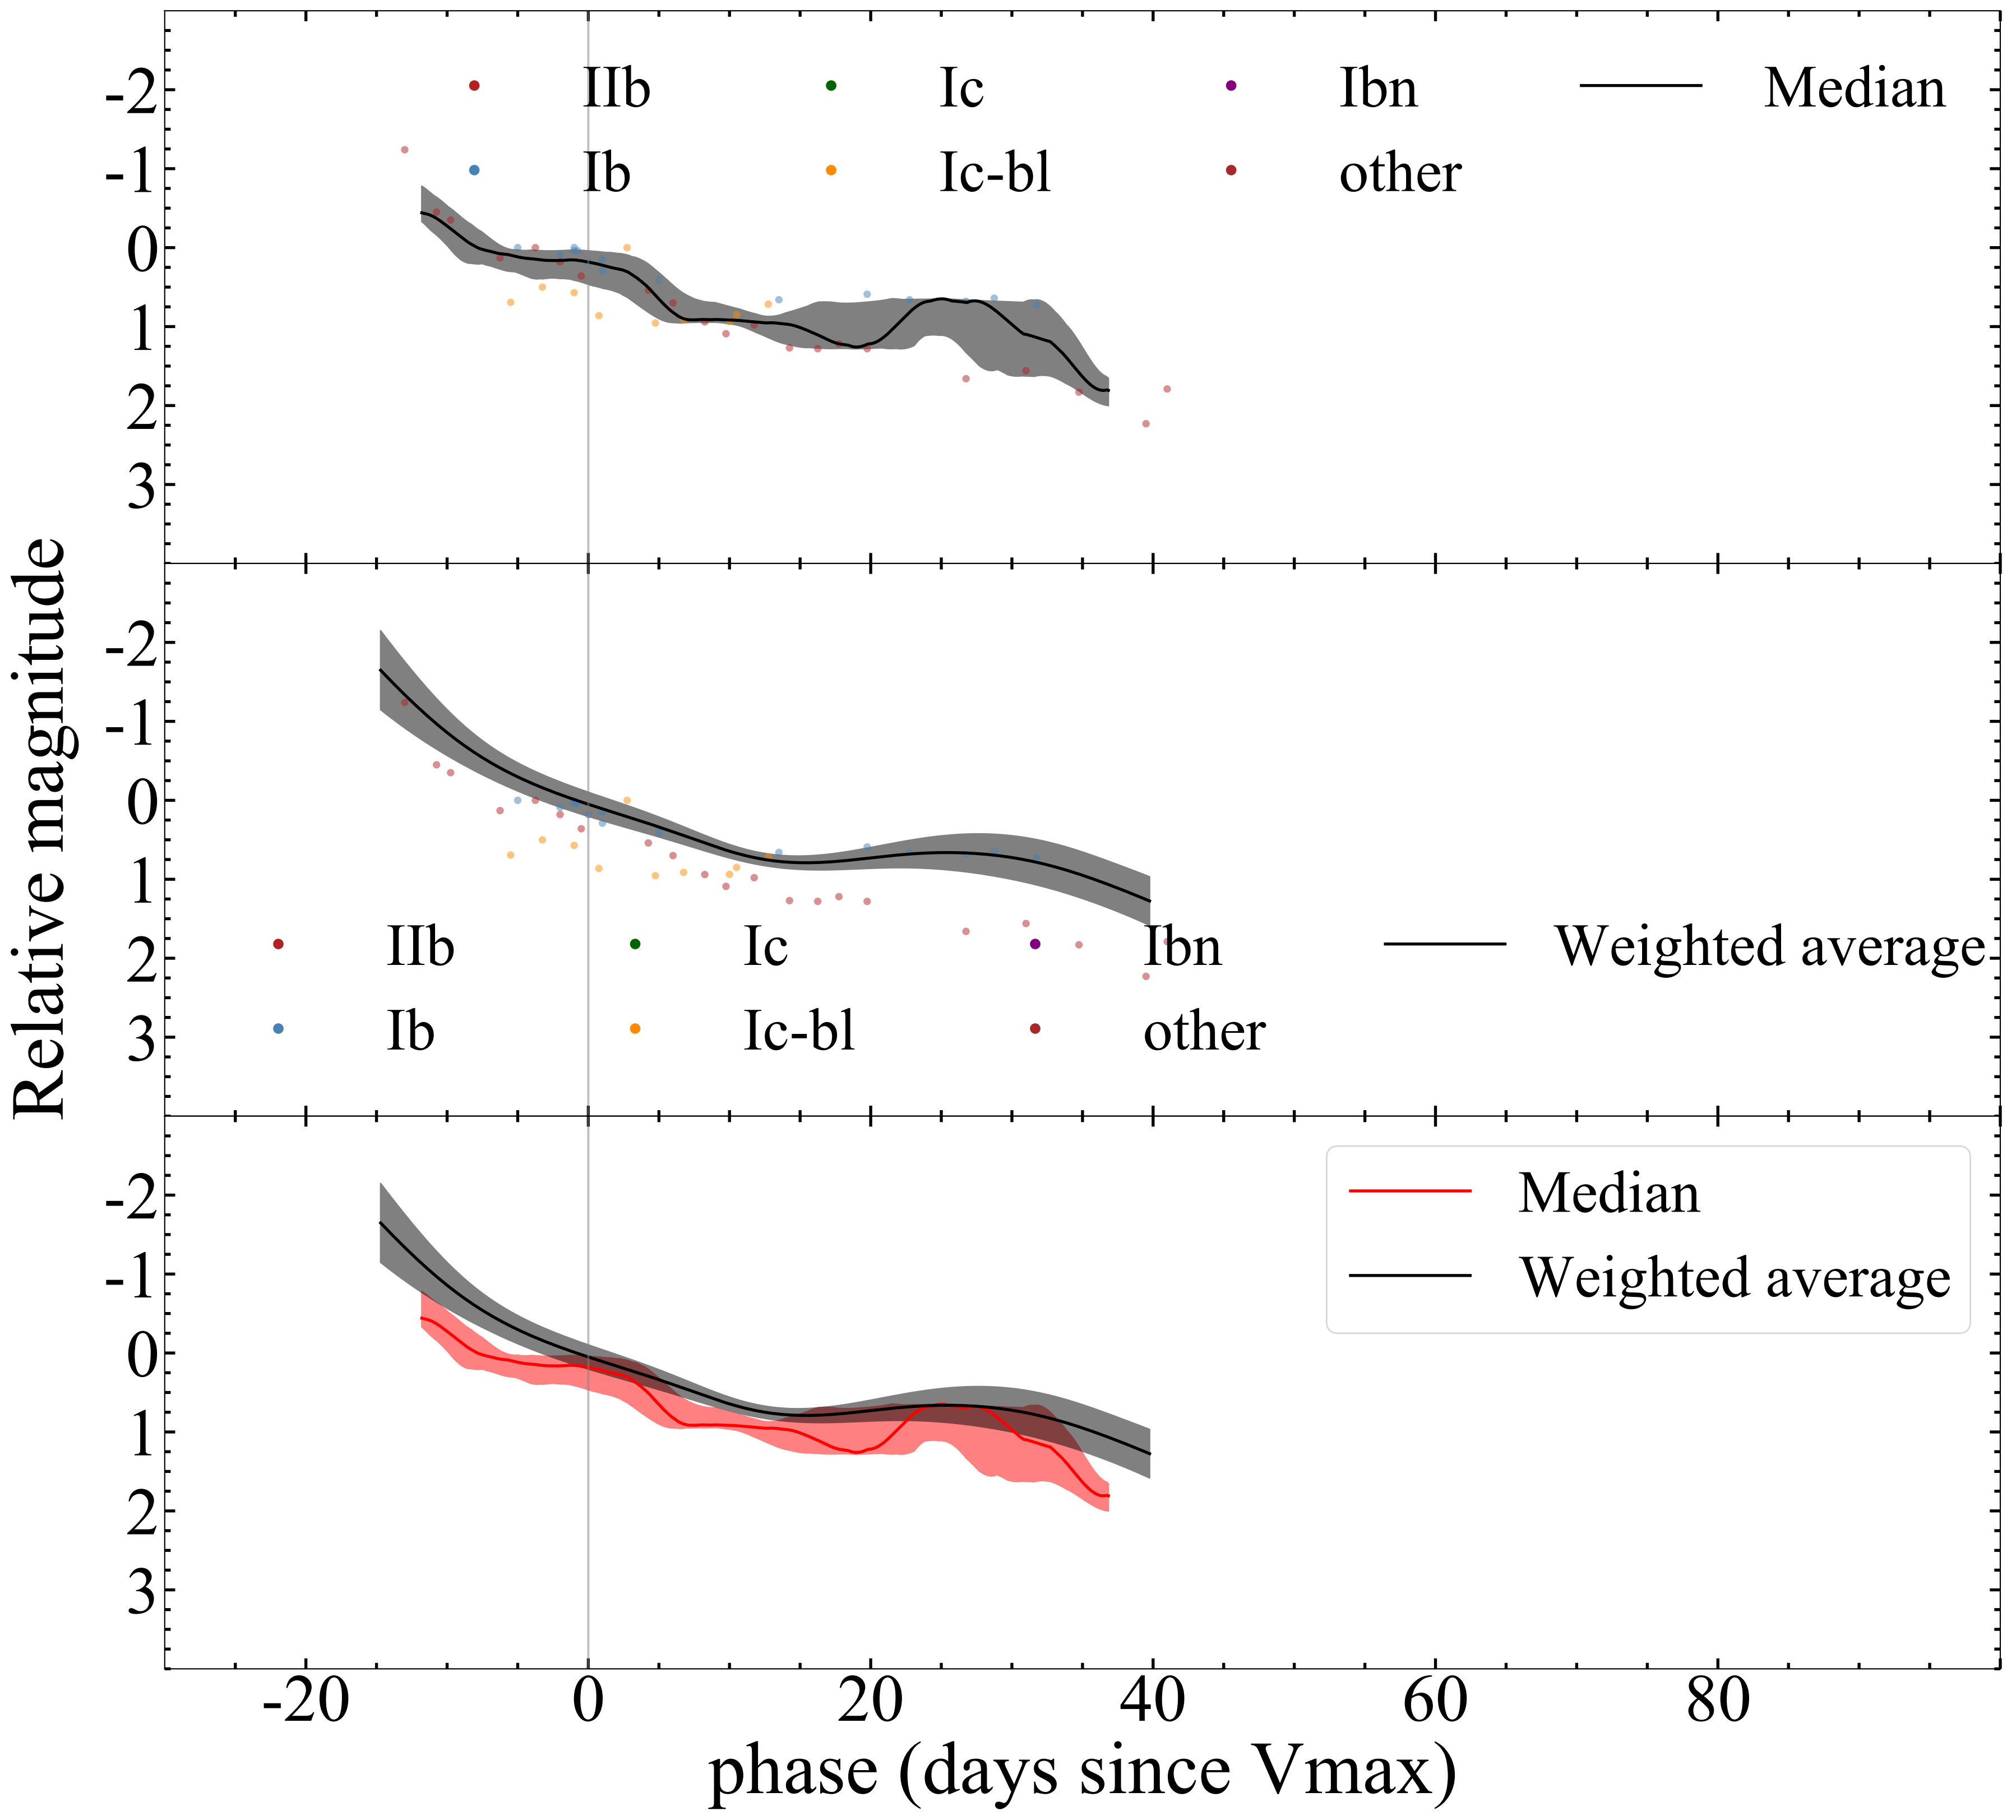 IIb Ic Ibn Median
Ib Ic-bl other
-2
-1
0
1
2
3
Relative magnitude
-2
-1
0
1
2
3
IIb Ic Ibn Weighted average
Ib Ic-bl other
-2
-1
0
1
2
3
Median
Weighted average
-20 0 20 40 60 80
phase (days since Vmax)